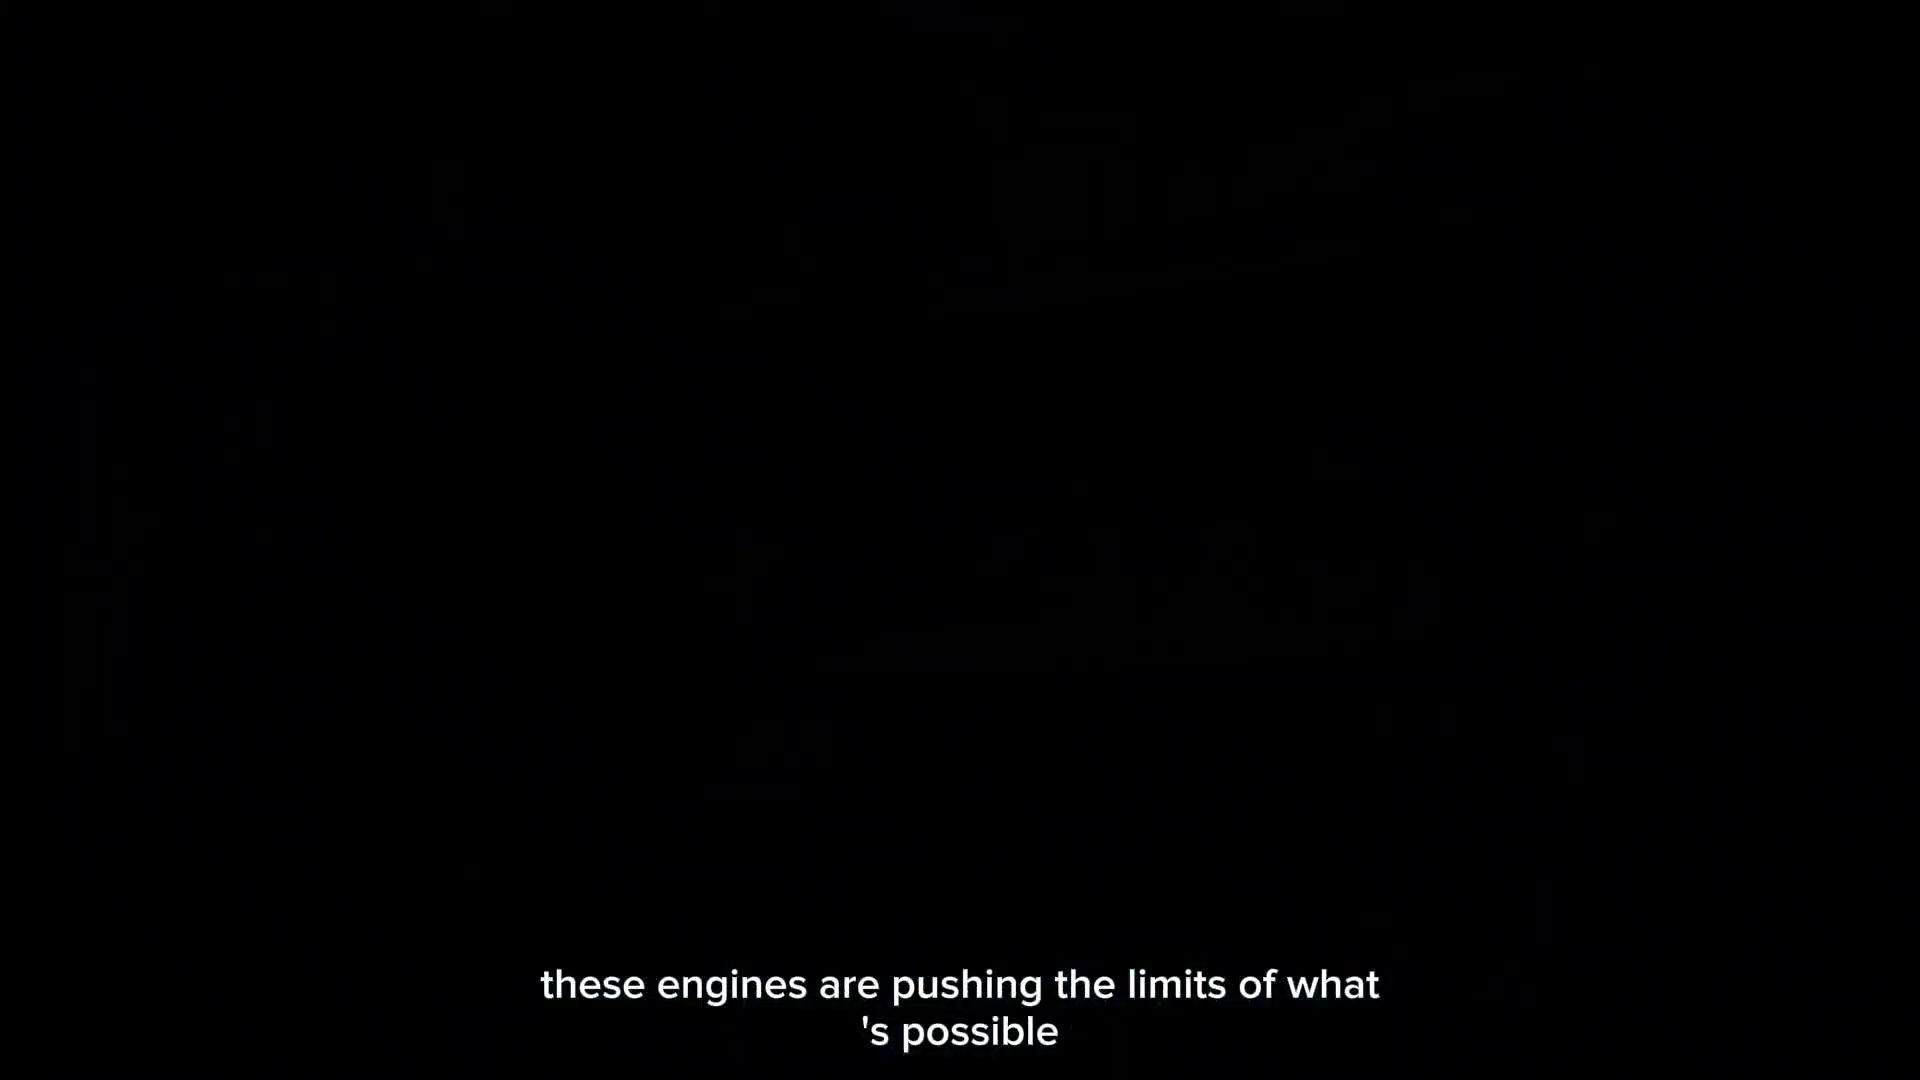 these engines are pushing the limits of what
's possible